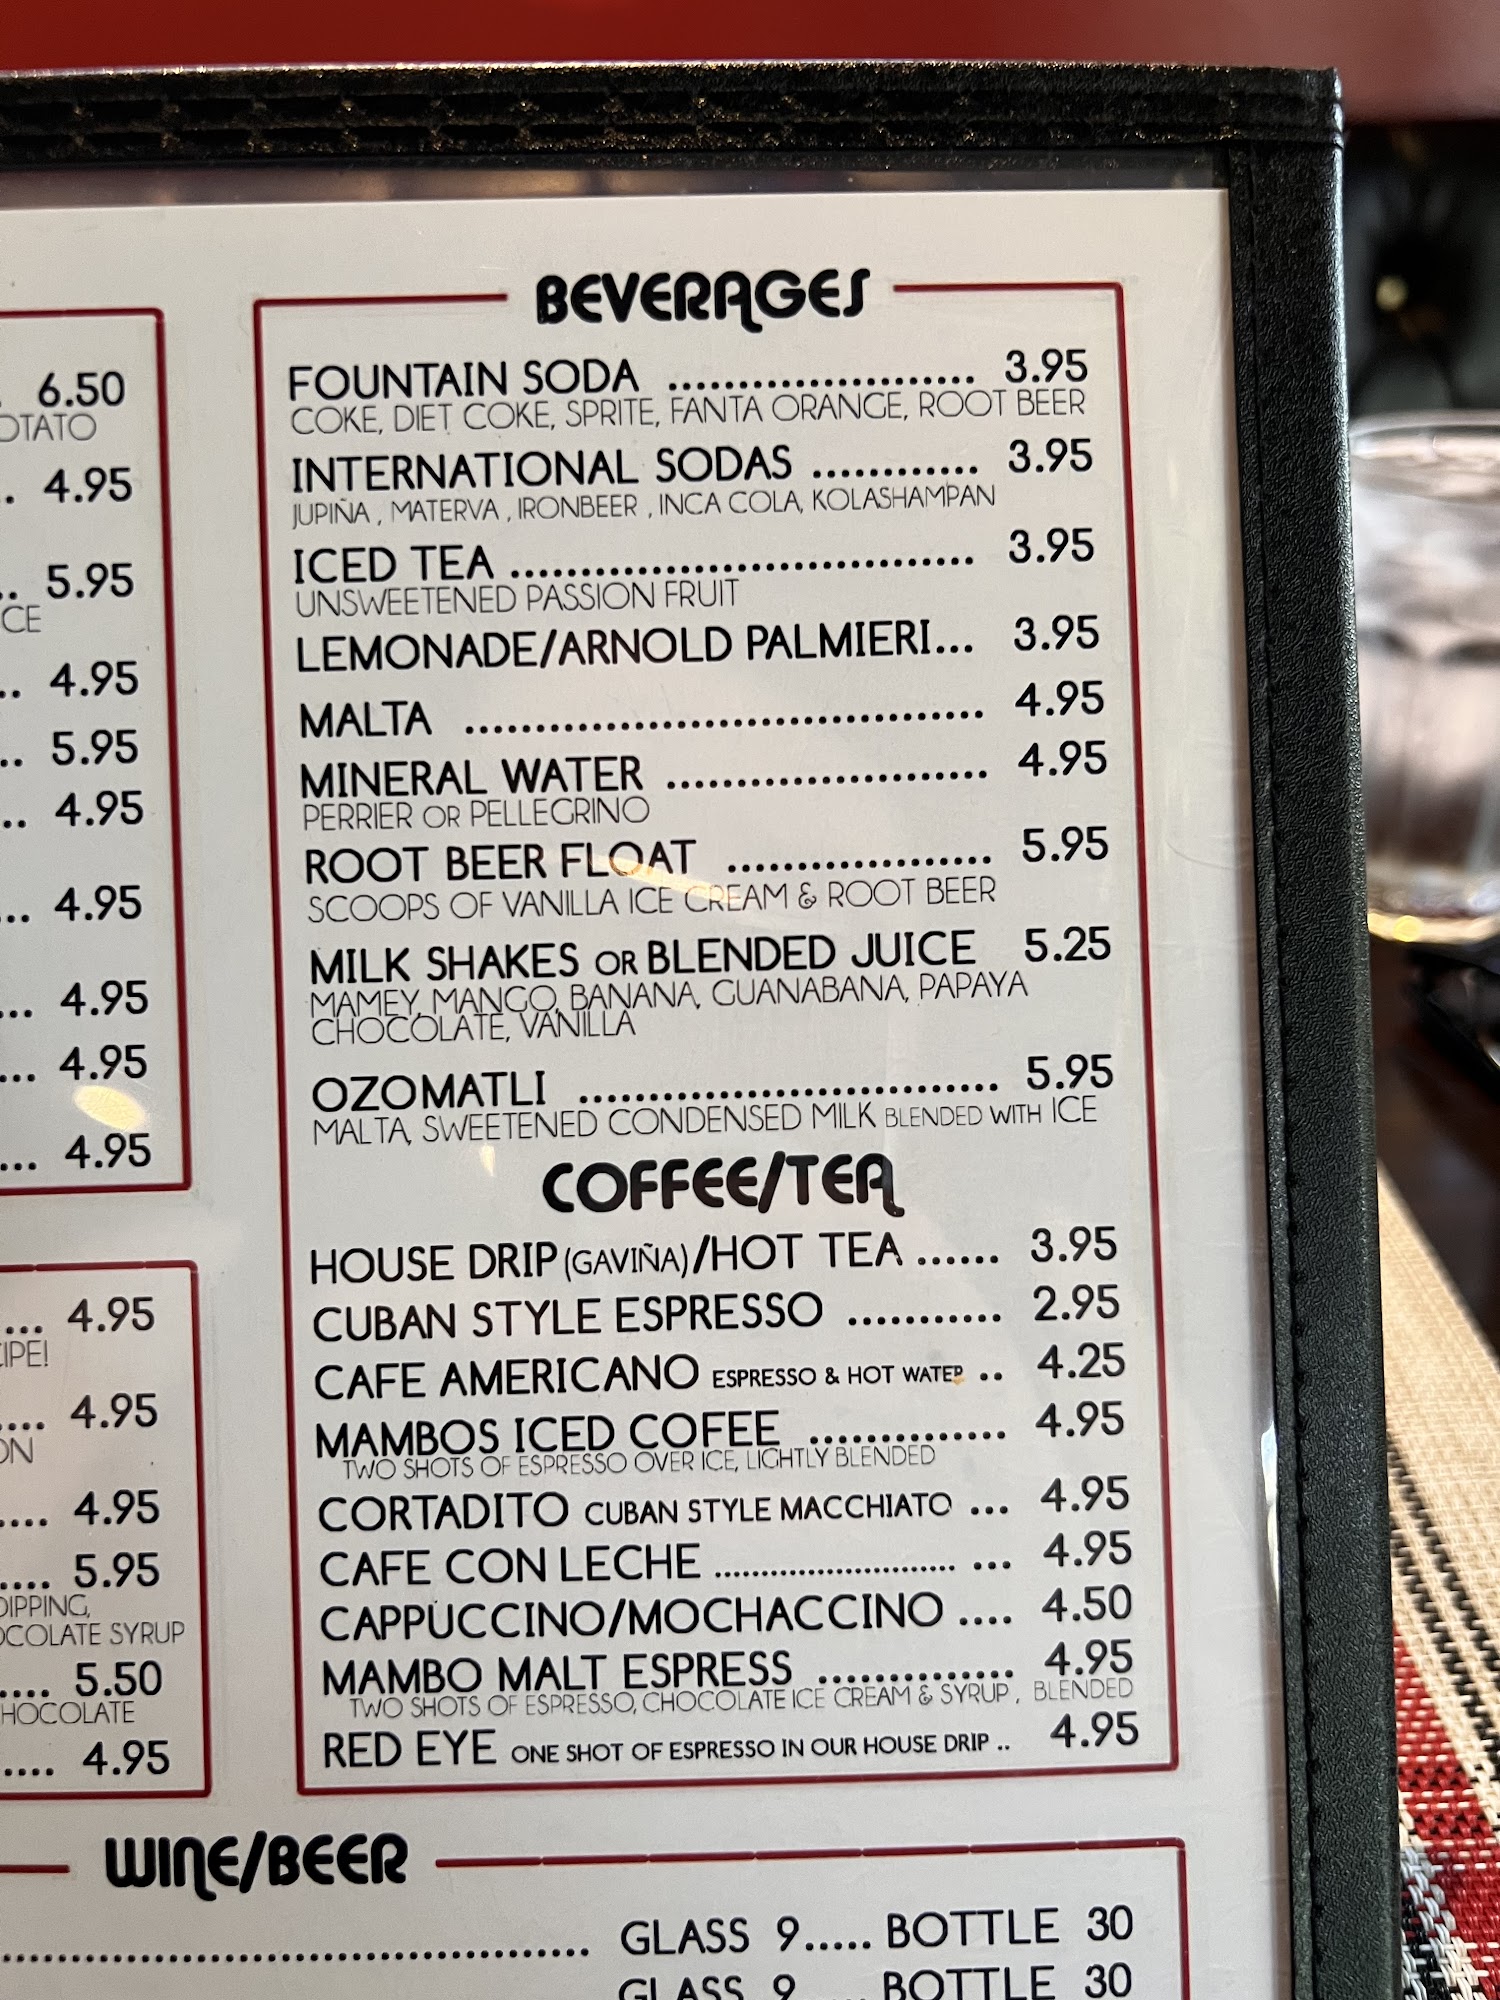 6.50
OTATO
.. 4.95
.. 5.95
CE
.. 4.95
.. 5.95
.. 4.95
... 4.95
... 4.95
... 4.95
... 4.95
.... 4.95
CIPE!
.... 4.95
ON
.... 4.95
.... 5.95
DIPPING,
OCOLATE SYRUP
.... 5.50
HOCOLATE
.... 4.95
BEVERAGES
FOUNTAIN SODA ...................... 3.95
COKE, DIET COKE, SPRITE, FANTA ORANGE, ROOT BEER
INTERNATIONAL SODAS ............ 3.95
JUPIÑA , MATERVA , IRONBEER , INCA COLA, KOLASHAMPAN
ICED TEA ................................. 3.95
UNSWEETENED PASSION FRUIT
LEMONADE/ARNOLD PALMIERI... 3.95
MALTA ..................................... 4.95
MINERAL WATER ....................... 4.95
PERRIER OR PELLEGRINO
ROOT BEER FLOAT ................... 5.95
SCOOPS OF VANILLA ICE CREAM & ROOT BEER
MILK SHAKES OR BLENDED JUICE 5.25
MAMEY, MANGO, BANANA, GUANABANA, PAPAYA
CHOCOLATE, VANILLA
OZOMATLI .............................. 5.95
MALTA, SWEETENED CONDENSED MILK BLENDED WITH ICE
COFFEE/TEA
HOUSE DRIP (GAVIÑA)/HOT TEA ...... 3.95
CUBAN STYLE ESPRESSO ........... 2.95
CAFE AMERICANO ESPRESSO & HOT WATER .. 4.25
MAMBOS ICED COFEE .............. 4.95
TWO SHOTS OF ESPRESSO OVER ICE, LIGHTLY BLENDED
CORTADITO CUBAN STYLE MACCHIATO ... 4.95
CAFE CON LECHE .......................... ... 4.95
CAPPUCCINO/MOCHACCINO .... 4.50
MAMBO MALT ESPRESS .............. 4.95
TWO SHOTS OF ESPRESSO, CHOCOLATE ICE CREAM & SYRUP , BLENDED
RED EYE ONE SHOT OF ESPRESSO IN OUR HOUSE DRIP .. 4.95
WINE/BEER
GLASS 9..... BOTTLE 30
GLASS 9..... BOTTLE 30